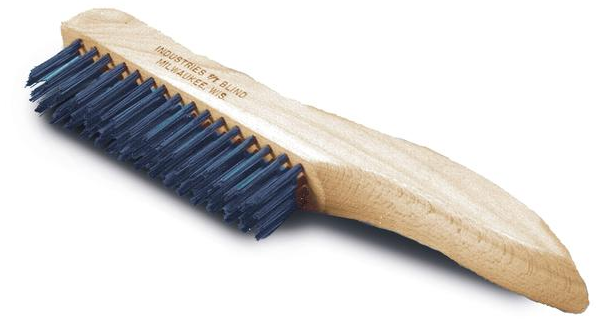 INDUSTRIES F/T BLIND
MILWAUKEE, WIS.